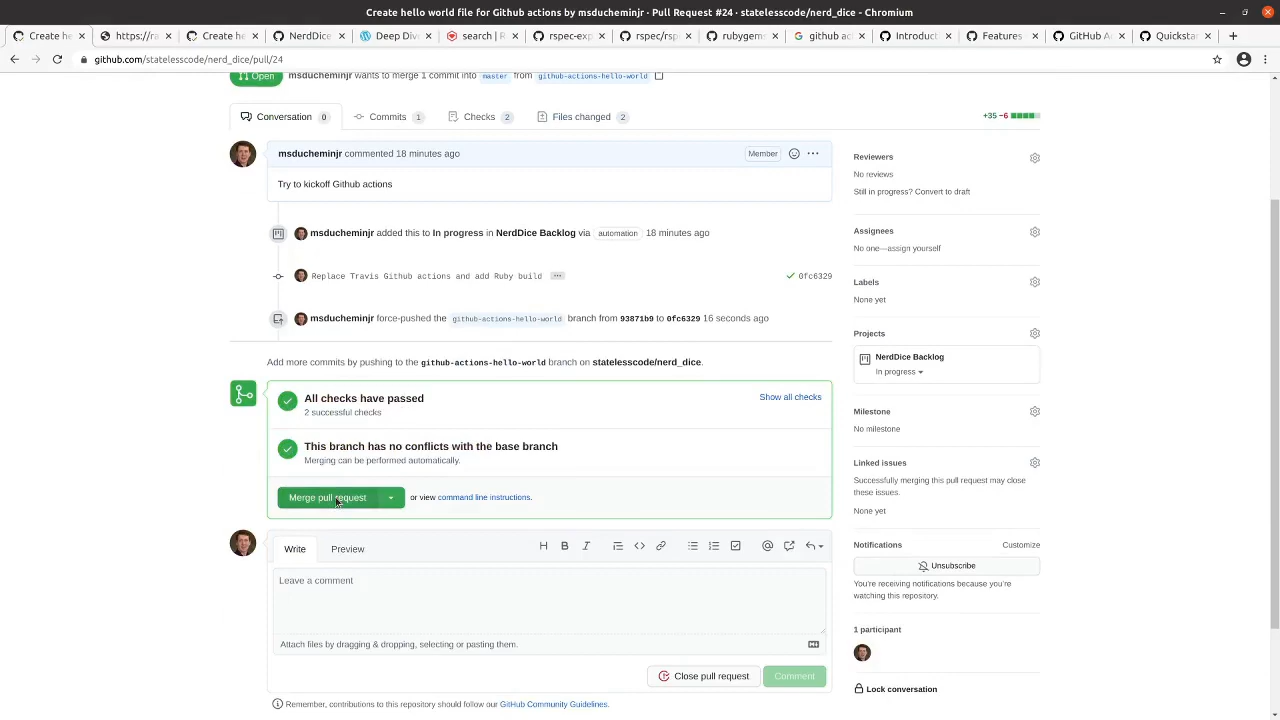 Create hello world file for Github actions by msducheminjr · Pull Request #24 · statelesscode/nerd_dice - Chromium
Create he
https://ra
Create he
NerdDice
Deep Div
search | R
rspec-exp
rspec/rsp
rubygem
github act
Introducti
Features
GitHub A
Quickstar
github.com/statelesscode/nerd_dice/pull/24
Open
msducheminjr wants to merge 1 commit into master from github-actions-hello-world
Conversation 0
Commits 1
Checks 2
Files changed 2
+35 −6
msducheminjr commented 18 minutes ago
Member
Try to kickoff Github actions
msducheminjr added this to In progress in NerdDice Backlog via automation 18 minutes ago
Replace Travis Github actions and add Ruby build
0fc6329
msducheminjr force-pushed the github-actions-hello-world branch from 93871b9 to 0fc6329 16 seconds ago
Add more commits by pushing to the github-actions-hello-world branch on statelesscode/nerd_dice.
All checks have passed
2 successful checks
Show all checks
This branch has no conflicts with the base branch
Merging can be performed automatically.
Merge pull request
or view command line instructions.
Write
Preview
Leave a comment
Attach files by dragging & dropping, selecting or pasting them.
Close pull request
Comment
Remember, contributions to this repository should follow our GitHub Community Guidelines.
Reviewers
No reviews
Still in progress? Convert to draft
Assignees
No one—assign yourself
Labels
None yet
Projects
NerdDice Backlog
In progress
Milestone
No milestone
Linked issues
Successfully merging this pull request may close
these issues.
None yet
Notifications
Customize
Unsubscribe
You're receiving notifications because you're
watching this repository.
1 participant
Lock conversation